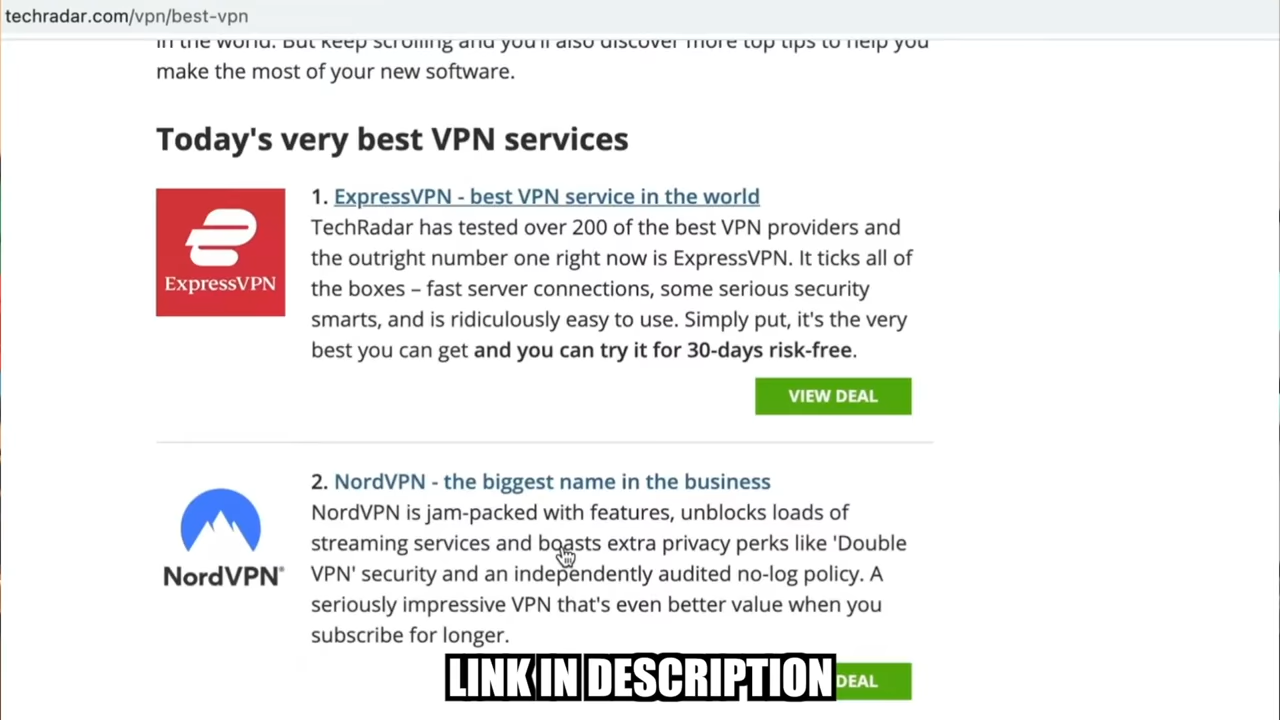 techradar.com/vpn/best-vpn
in the world. But keep scrolling and you'll also discover more top tips to help you
make the most of your new software.
Today's very best VPN services
ExpressVPN
1. ExpressVPN - best VPN service in the world
TechRadar has tested over 200 of the best VPN providers and
the outright number one right now is ExpressVPN. It ticks all of
the boxes – fast server connections, some serious security
smarts, and is ridiculously easy to use. Simply put, it's the very
best you can get and you can try it for 30-days risk-free.
VIEW DEAL
NordVPN®
2. NordVPN - the biggest name in the business
NordVPN is jam-packed with features, unblocks loads of
streaming services and boasts extra privacy perks like 'Double
VPN' security and an independently audited no-log policy. A
seriously impressive VPN that's even better value when you
subscribe for longer.
LINK IN DESCRIPTION
DEAL